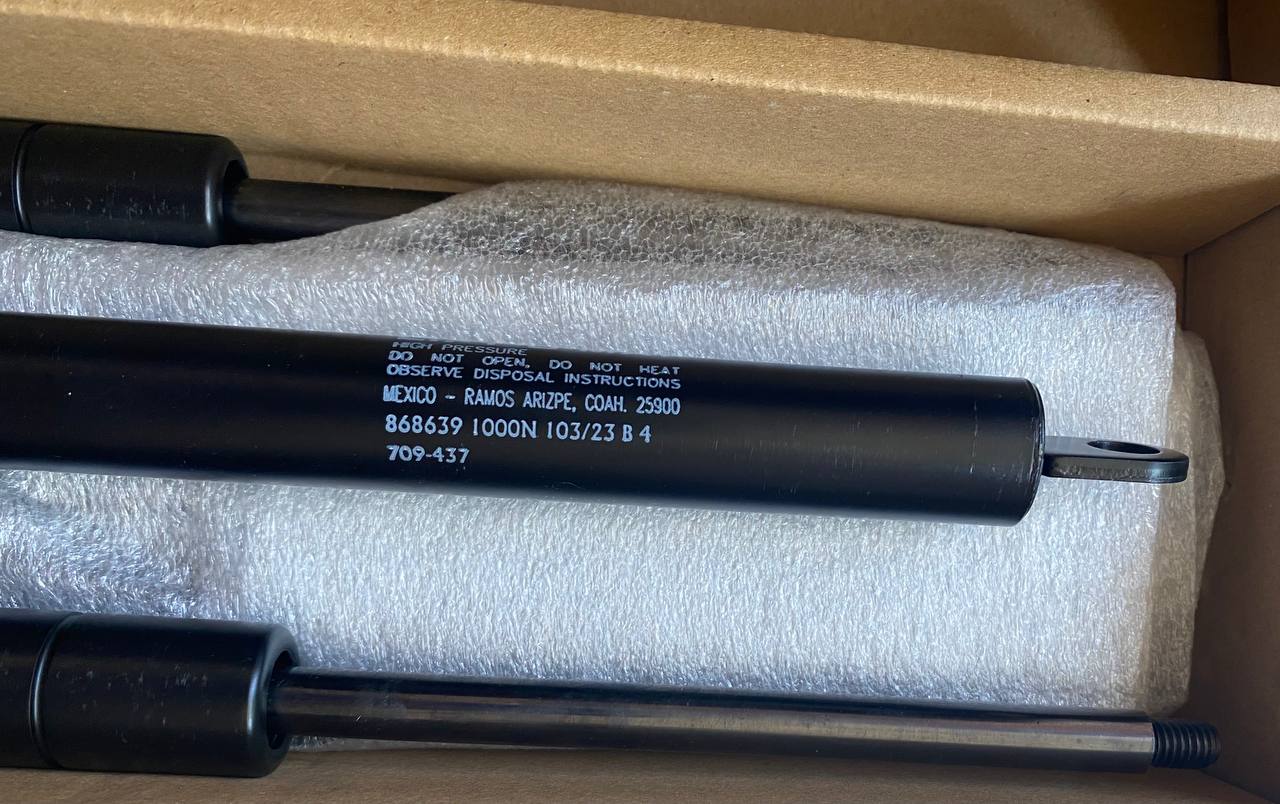 HIGH PRESSURE
DO NOT OPEN, DO NOT HEAT
OBSERVE DISPOSAL INSTRUCTIONS
MEXICO - RAMOS ARIZPE, COAH. 25900
868639 1000N 103/23 B 4
709-437